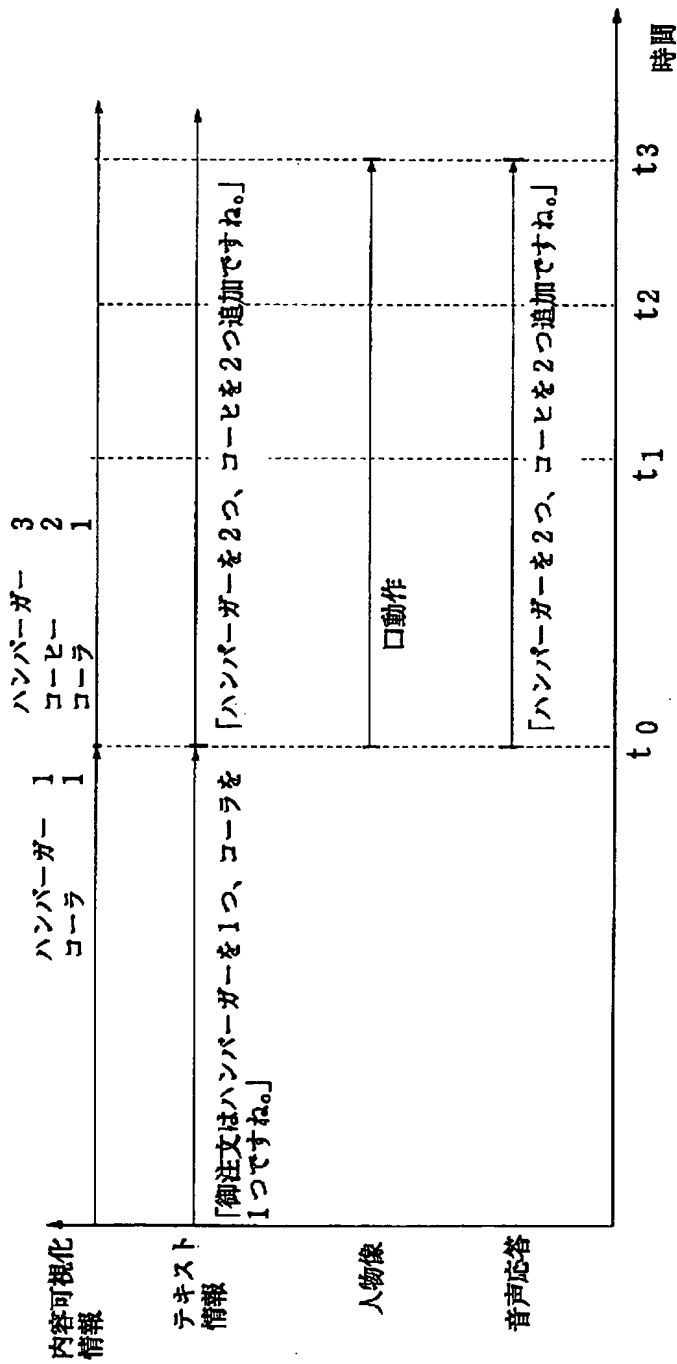 内容可視化
情報
ハンバーガー 1
コーラ 1
ハンバーガー 3
コーヒー 2
コーラ 1
テキスト
情報
「御注文はハンバーガーを1つ、コーラを
1つですね。」
「ハンバーガーを2つ、コーヒを2つ追加ですね。」
人物像
口動作
音声応答
「ハンバーガーを2つ、コーヒを2つ追加ですね。」
t0
t1
t2
t3
時間